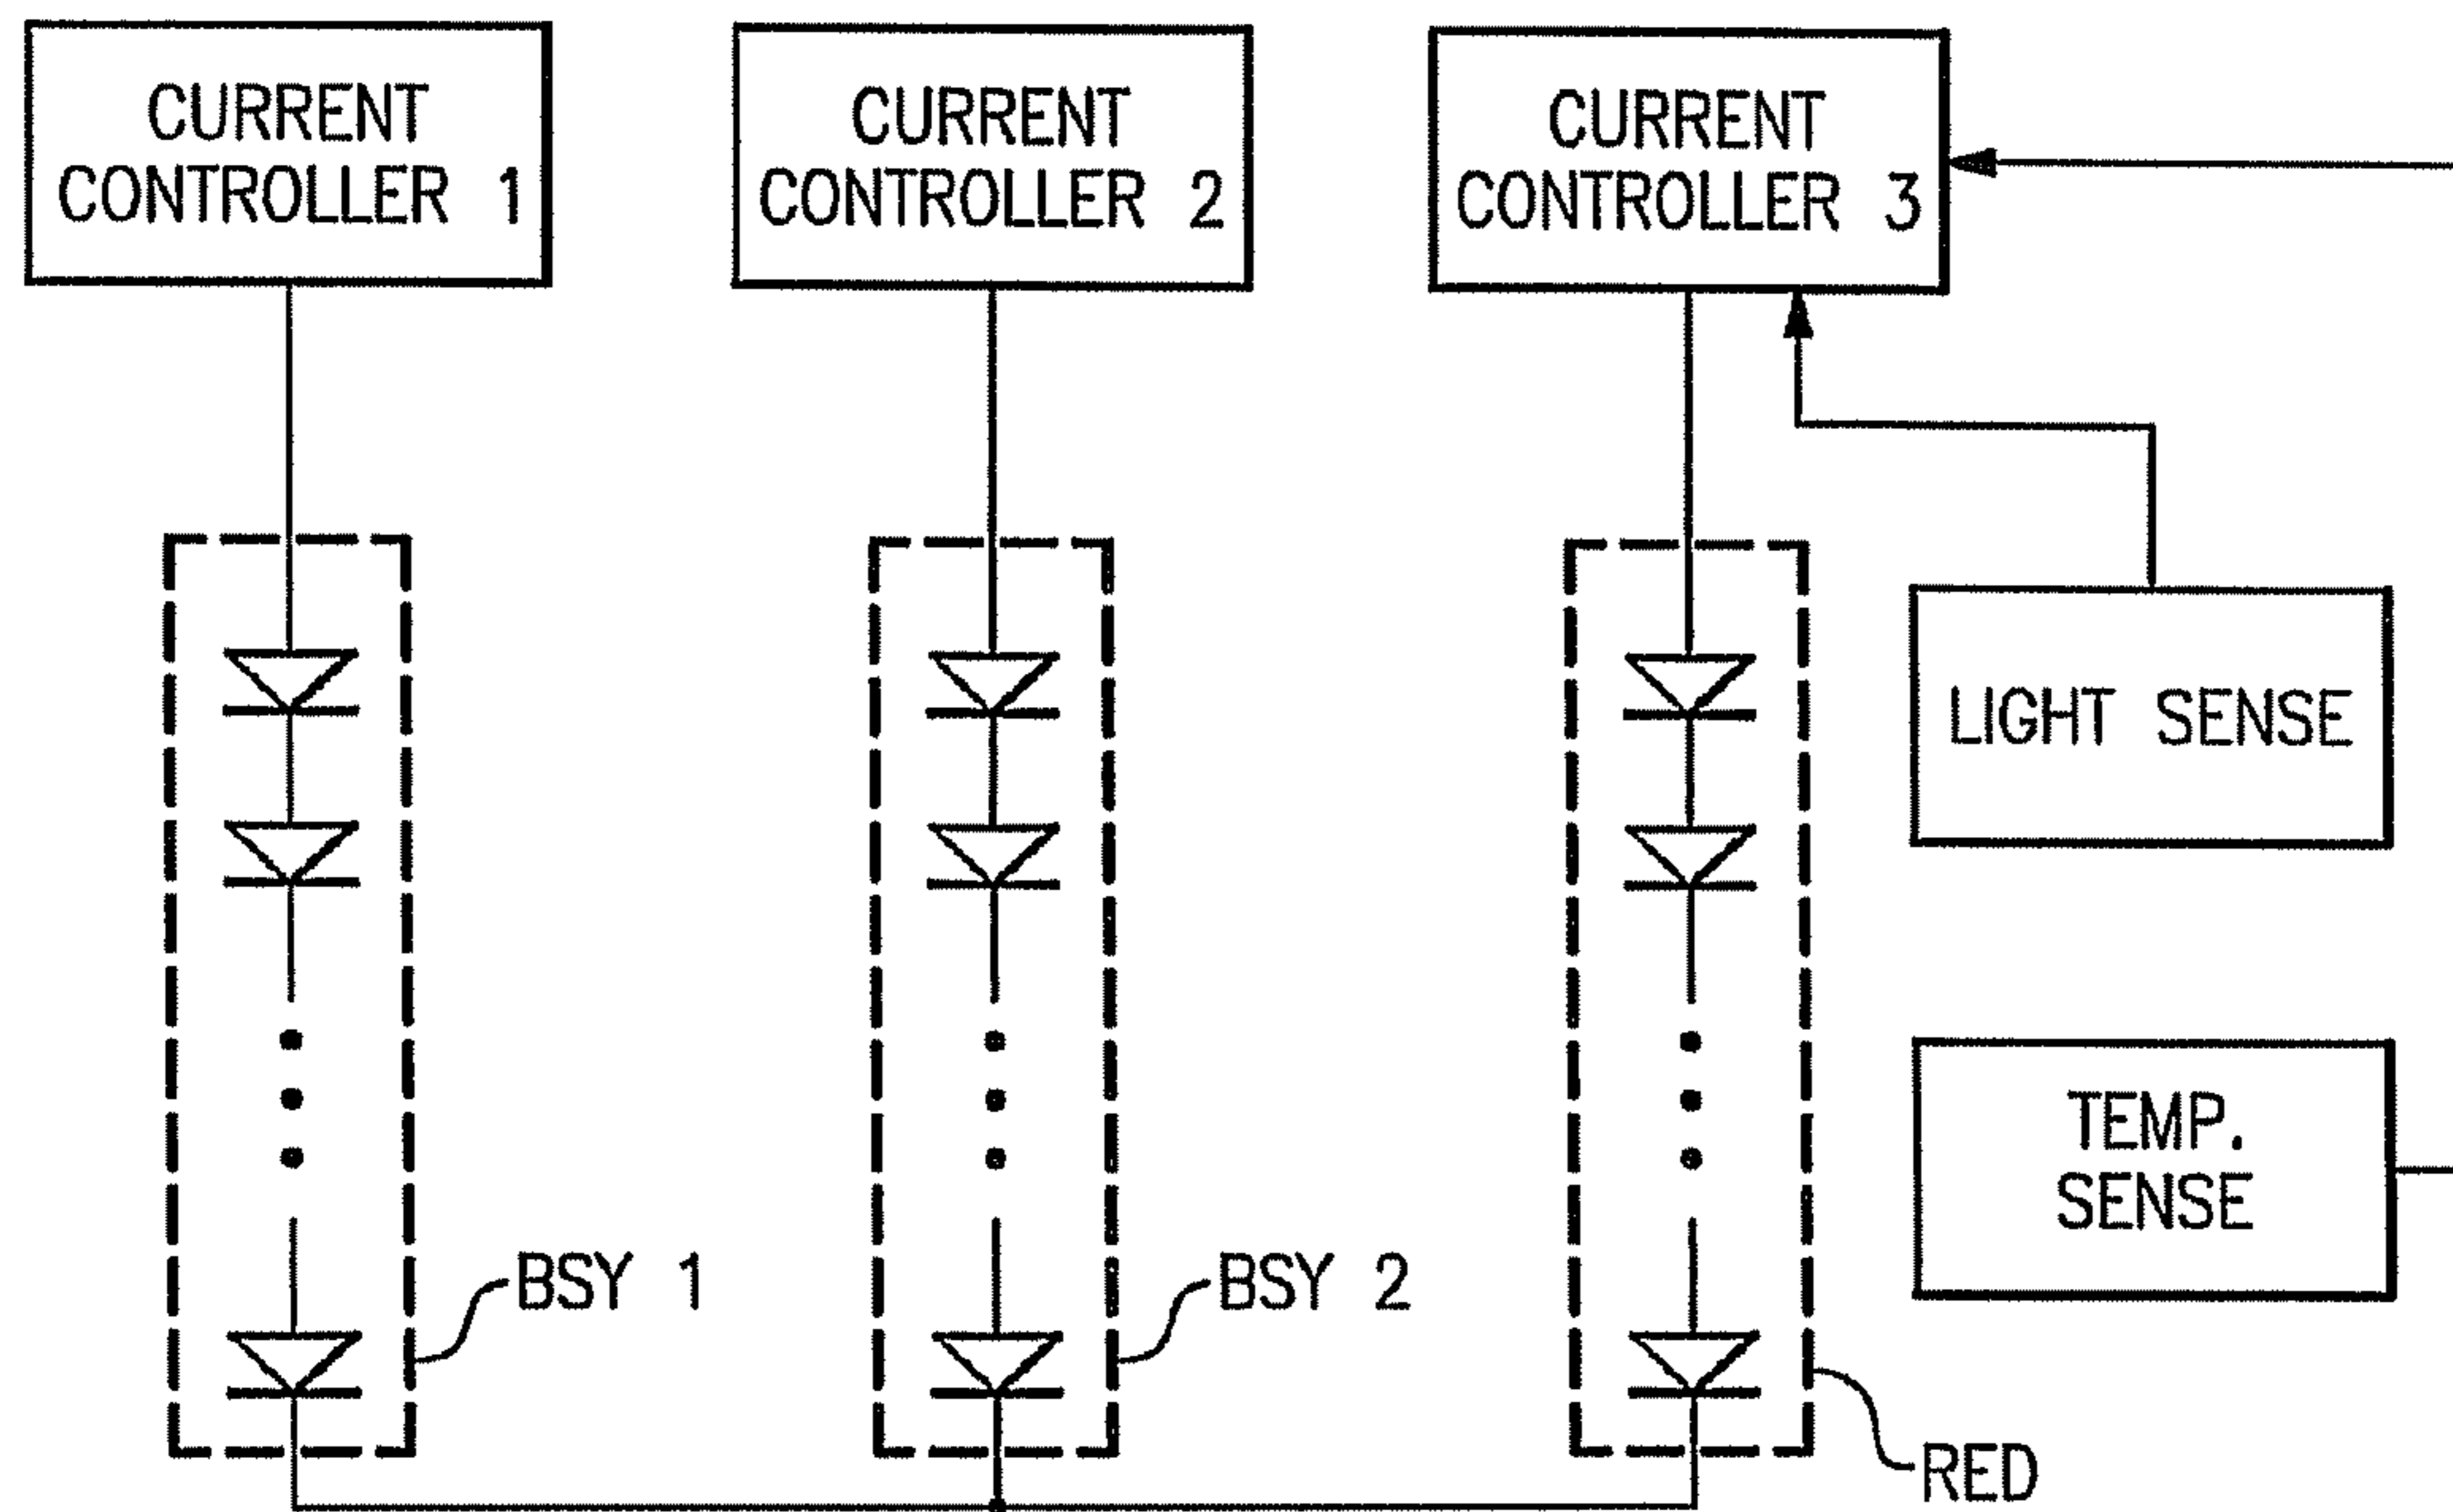 CURRENT
CONTROLLER 1
CURRENT
CONTROLLER 2
CURRENT
CONTROLLER 3
LIGHT SENSE
TEMP.
SENSE
BSY 1
BSY 2
RED